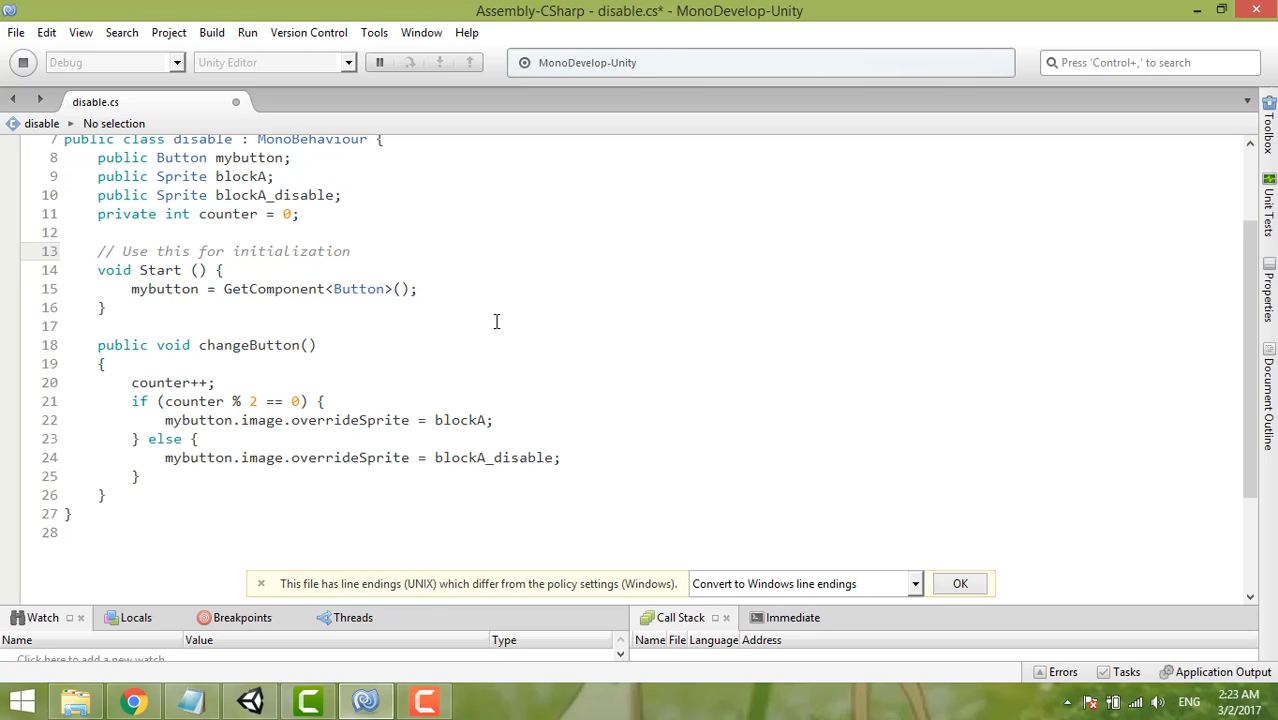 Assembly-CSharp - disable.cs* - MonoDevelop-Unity
File Edit View Search Project Build Run Version Control Tools Window Help
Debug Unity Editor MonoDevelop-Unity Press 'Control+,' to search
disable.cs
disable No selection
7 public class disable : MonoBehaviour {
8 public Button mybutton;
9 public Sprite blockA;
10 public Sprite blockA_disable;
11 private int counter = 0;
12
13 // Use this for initialization
14 void Start () {
15 mybutton = GetComponent<Button>();
16 }
17
18 public void changeButton()
19 {
20 counter++;
21 if (counter % 2 == 0) {
22 mybutton.image.overrideSprite = blockA;
23 } else {
24 mybutton.image.overrideSprite = blockA_disable;
25 }
26 }
27 }
28
Toolbox
Unit Tests
Properties
Document Outline
This file has line endings (UNIX) which differ from the policy settings (Windows). Convert to Windows line endings OK
Watch Locals Breakpoints Threads Call Stack Immediate
Name Value Type Name File Language Address
Click here to add a new watch
Errors Tasks Application Output
ENG 2:23 AM
3/2/2017